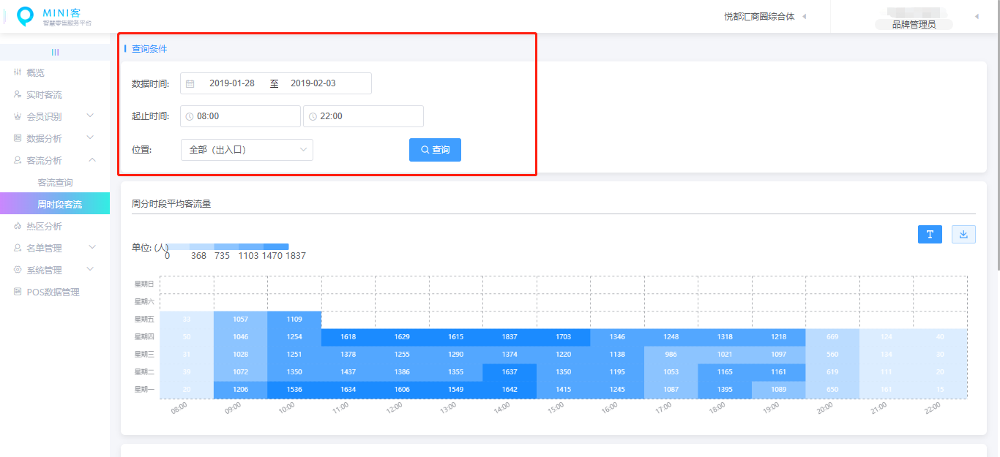 MINI客
智慧零售服务平台
悦都汇商圈综合体
品牌管理员
概览
实时客流
会员识别
数据分析
客流分析
客流查询
周时段客流
热区分析
名单管理
系统管理
POS数据管理
查询条件
数据时间: 2019-01-28 至 2019-02-03
起止时间: 08:00 22:00
位置: 全部（出入口） 查询
周分时段平均客流量
T
单位: (人)
0 368 735 1103 1470 1837
星期日
星期六
星期五 53 1057 1109
星期四 50 1046 1254 1618 1629 1615 1837 1703 1346 1248 1318 1218 669 124 40
星期三 31 1028 1251 1378 1255 1290 1374 1220 1138 986 1021 1097 560 134 30
星期二 39 1072 1350 1437 1386 1355 1637 1350 1195 1053 1165 1161 619 111 20
星期一 20 1206 1536 1634 1606 1549 1642 1415 1245 1087 1395 1089 650 161 15
08:00 09:00 10:00 11:00 12:00 13:00 14:00 15:00 16:00 17:00 18:00 19:00 20:00 21:00 22:00